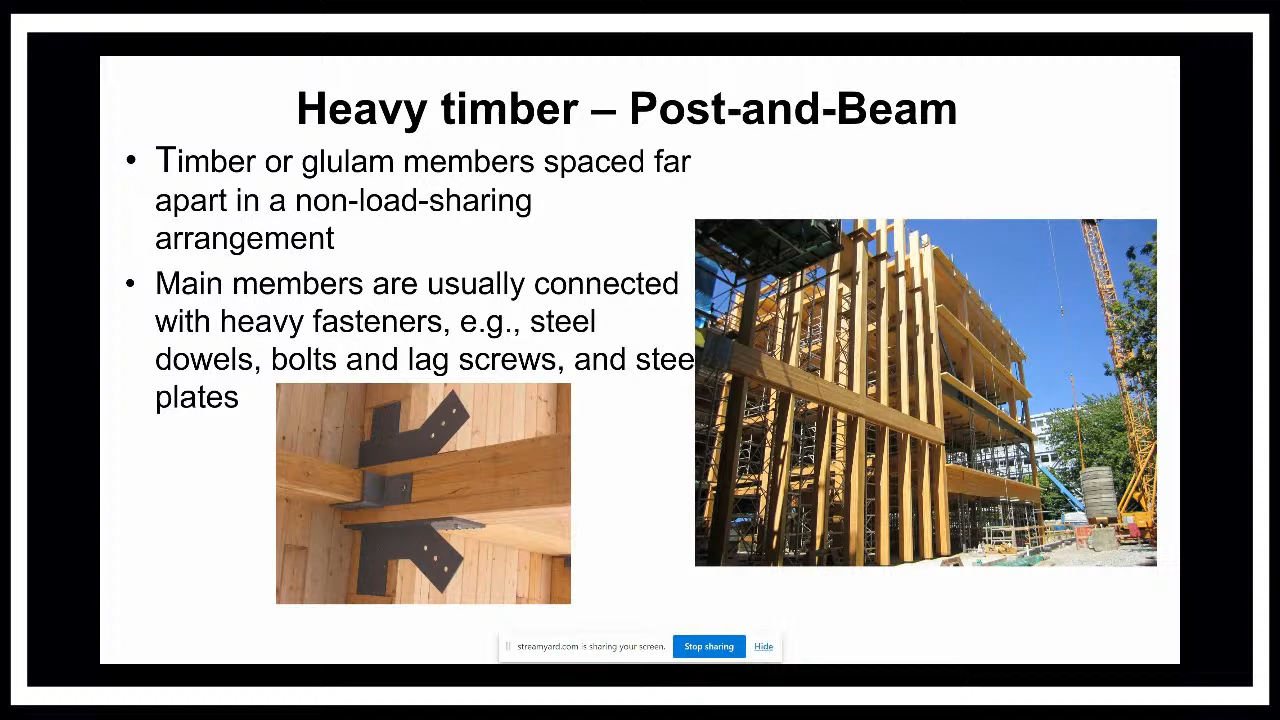 Heavy timber – Post-and-Beam
• Timber or glulam members spaced far
apart in a non-load-sharing
arrangement
• Main members are usually connected
with heavy fasteners, e.g., steel
dowels, bolts and lag screws, and stee
plates
streamyard.com is sharing your screen. Stop sharing Hide